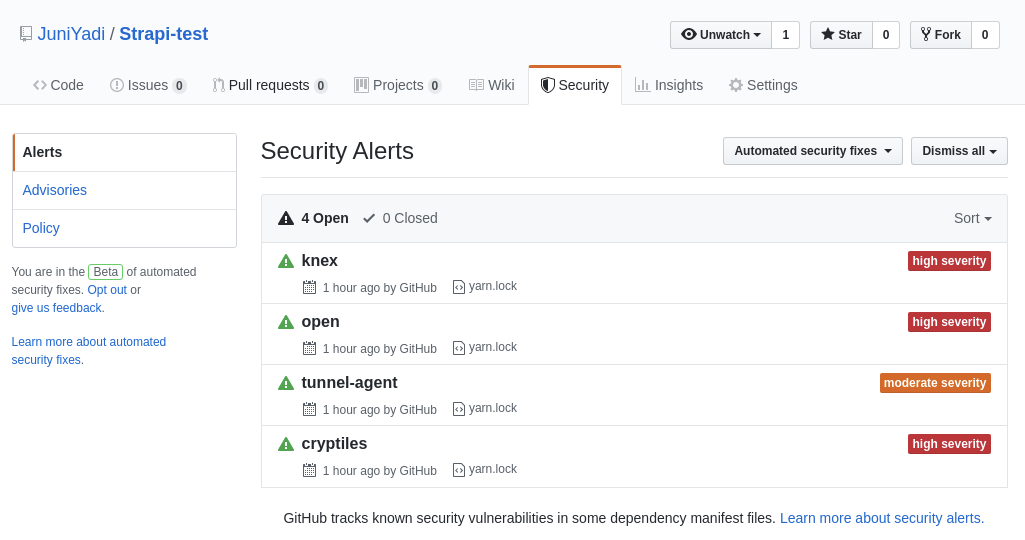 JuniYadi / Strapi-test
Unwatch 1 Star 0 Fork 0
Code Issues 0 Pull requests 0 Projects 0 Wiki Security Insights Settings
Alerts
Advisories
Policy
You are in the Beta of automated
security fixes. Opt out or
give us feedback.
Learn more about automated
security fixes.
Security Alerts
Automated security fixes Dismiss all
4 Open 0 Closed Sort
knex high severity
1 hour ago by GitHub yarn.lock
open high severity
1 hour ago by GitHub yarn.lock
tunnel-agent moderate severity
1 hour ago by GitHub yarn.lock
cryptiles high severity
1 hour ago by GitHub yarn.lock
GitHub tracks known security vulnerabilities in some dependency manifest files. Learn more about security alerts.